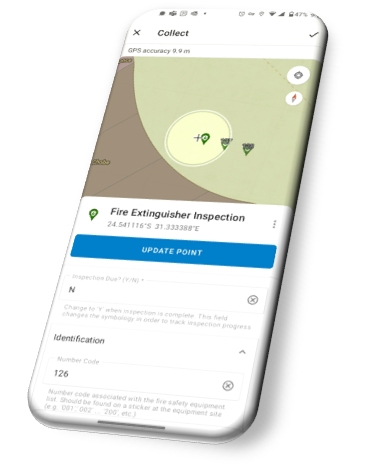 47%
Collect
GPS accuracy 9.9 m
Fire Extinguisher Inspection
24.541116°S 31.333388°E
UPDATE POINT
Inspection Due? (Y/N) *
N
Change to 'Y' when inspection is complete. This field
changes the symbology in order to track inspection progress
Identification
Number Code
126
Number code associated with the fire safety equipment
list. Should be found on a sticker at the equipment site
(e.g. '001', '002'... '200', etc.)